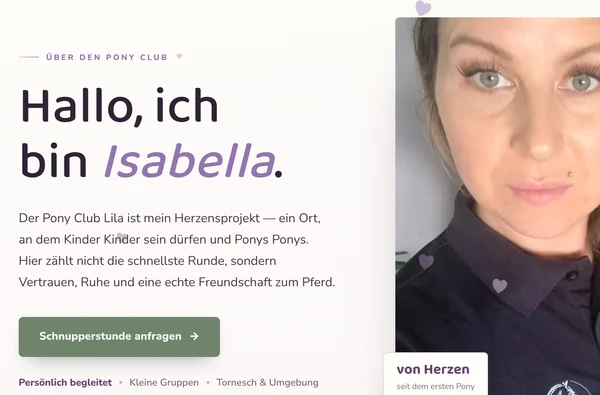 ÜBER DEN PONY CLUB
Hallo, ich
bin Isabella.
Der Pony Club Lila ist mein Herzensprojekt — ein Ort,
an dem Kinder Kinder sein dürfen und Ponys Ponys.
Hier zählt nicht die schnellste Runde, sondern
Vertrauen, Ruhe und eine echte Freundschaft zum Pferd.
Schnupperstunde anfragen →
Persönlich begleitet • Kleine Gruppen • Tornesch & Umgebung
von Herzen
seit dem ersten Pony